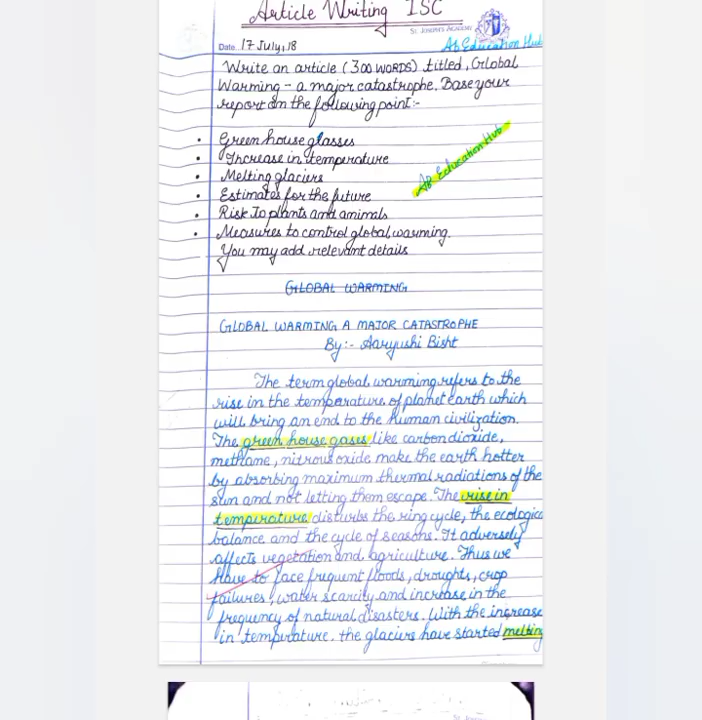 Article Writing ISC
St. Joseph's Academy
Date 17 July, 18
Ab Education Hub
Write an article (300 WORDS) titled, Global
Warming - a major catastrophe. Base your
report on the following point:-
• Green house glasses
• Increase in temperature
Ab Education Hub
• Melting glaciers
• Estimates for the future
• Risk To plants and animals
• Measures to control global warming.
You may add relevant details
GLOBAL WARMING
GLOBAL WARMING A MAJOR CATASTROPHE
By:- Aaryushi Bisht
The term global warming refers to the
rise in the temperature of planet earth which
will bring an end to the human civilization.
The green house gases like carbondioxide,
methane, nitrous oxide make the earth hotter
by absorbing maximum thermal radiations of the
sun and not letting them escape. The rise in
temperature disturbs the ring cycle, the ecologica
balance and the cycle of seasons. It adversely
affects vegetation and agriculture. Thus we
have to face frequent floods, droughts, crop
failures, water scarcity and increase in the
frequency of natural disasters. With the increase
in temperature. the glaciers have started melting